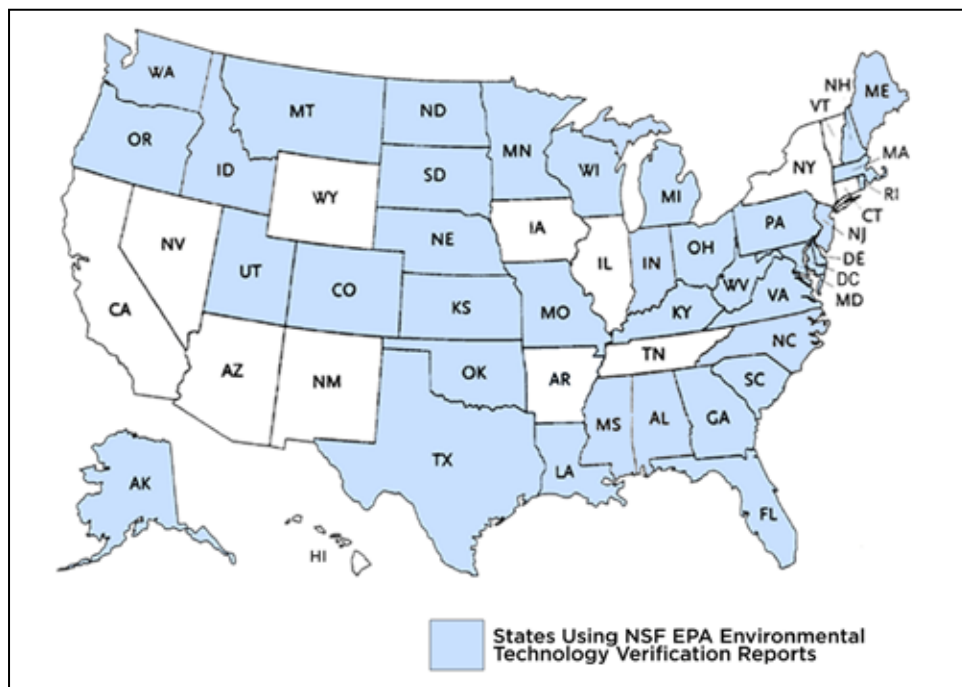 WA
MT
ND
MN
OR
ID
SD
WI
MI
WY
NE
IA
NV
UT
CO
CA
KS
MO
IL
IN
OH
PA
NY
VT
NH
ME
MA
RI
CT
NJ
DE
DC
MD
WV
VA
KY
NC
TN
SC
AZ
NM
OK
AR
TX
LA
MS
AL
GA
FL
AK
HI
States Using NSF EPA Environmental
Technology Verification Reports